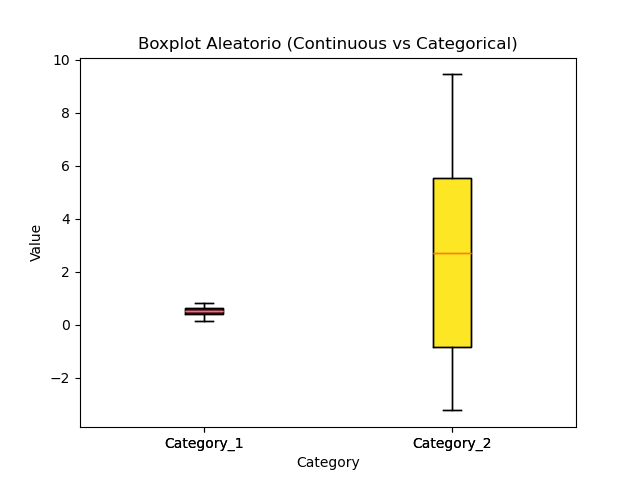 Boxplot Aleatorio (Continuous vs Categorical)
10
8
6
4
2
0
−2
Value
Category_1
Category_2
Category